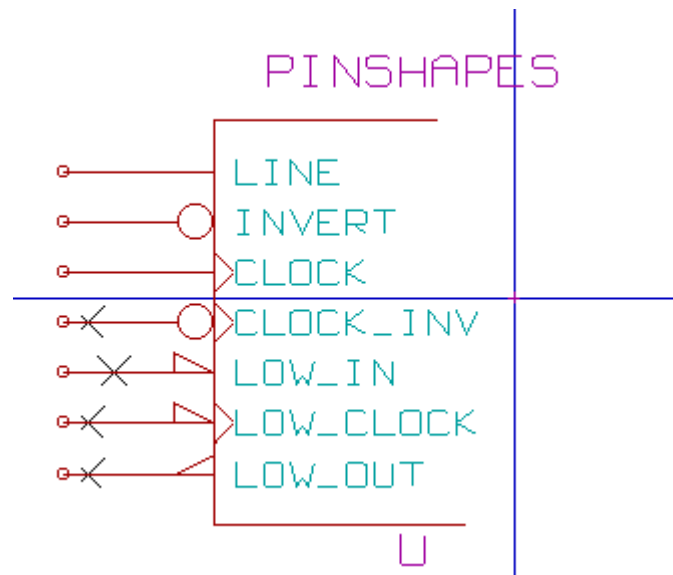 PINSHAPES
LINE
INVERT
CLOCK
CLOCK_INV
LOW_IN
LOW_CLOCK
LOW_OUT
U